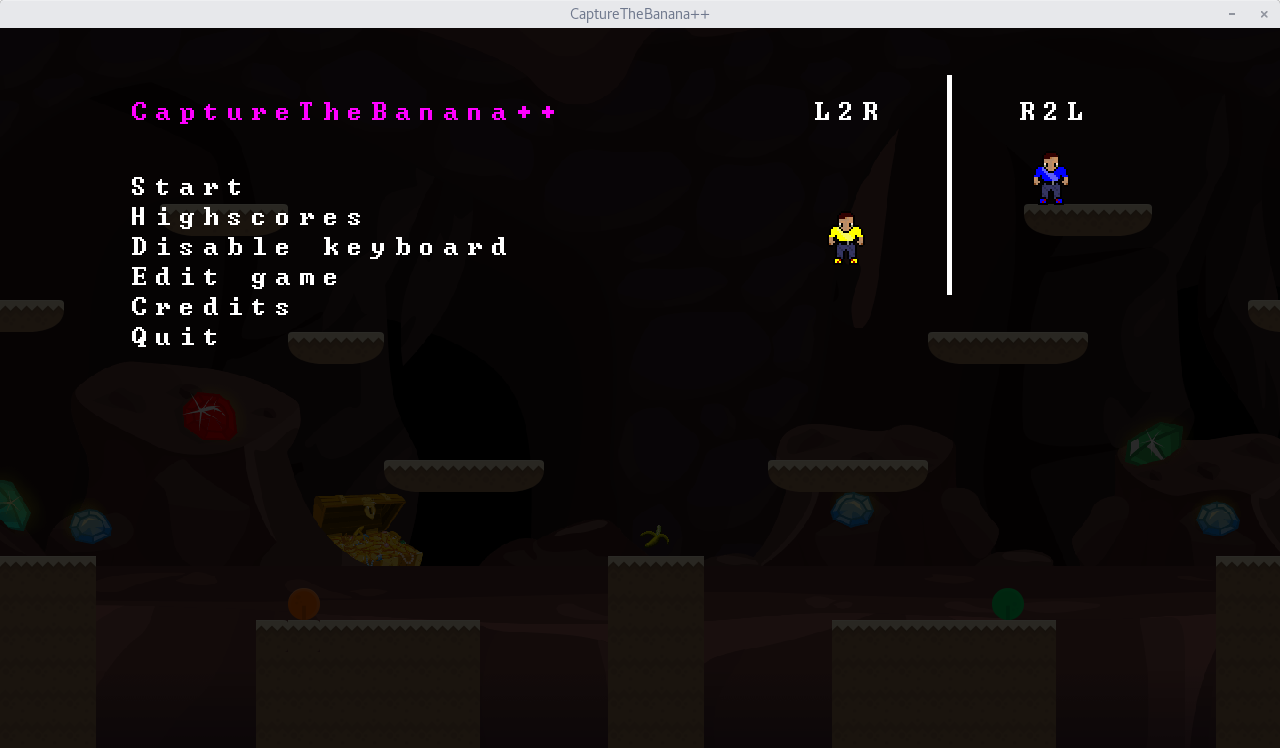 CaptureTheBanana++
CaptureTheBanana++
L2R
R2L
Start
Highscores
Disable keyboard
Edit game
Credits
Quit